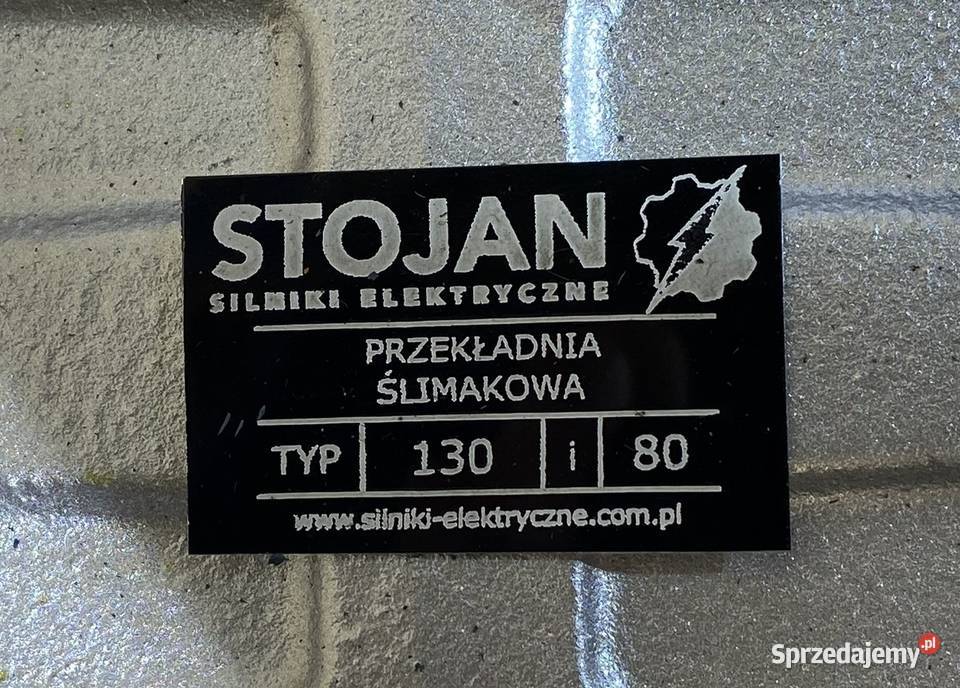 STOJAN
SILNIKI ELEKTRYCZNE
PRZEKŁADNIA
ŚLIMAKOWA
TYP 130 i 80
www.silniki-elektryczne.com.pl
Sprzedajemy.pl